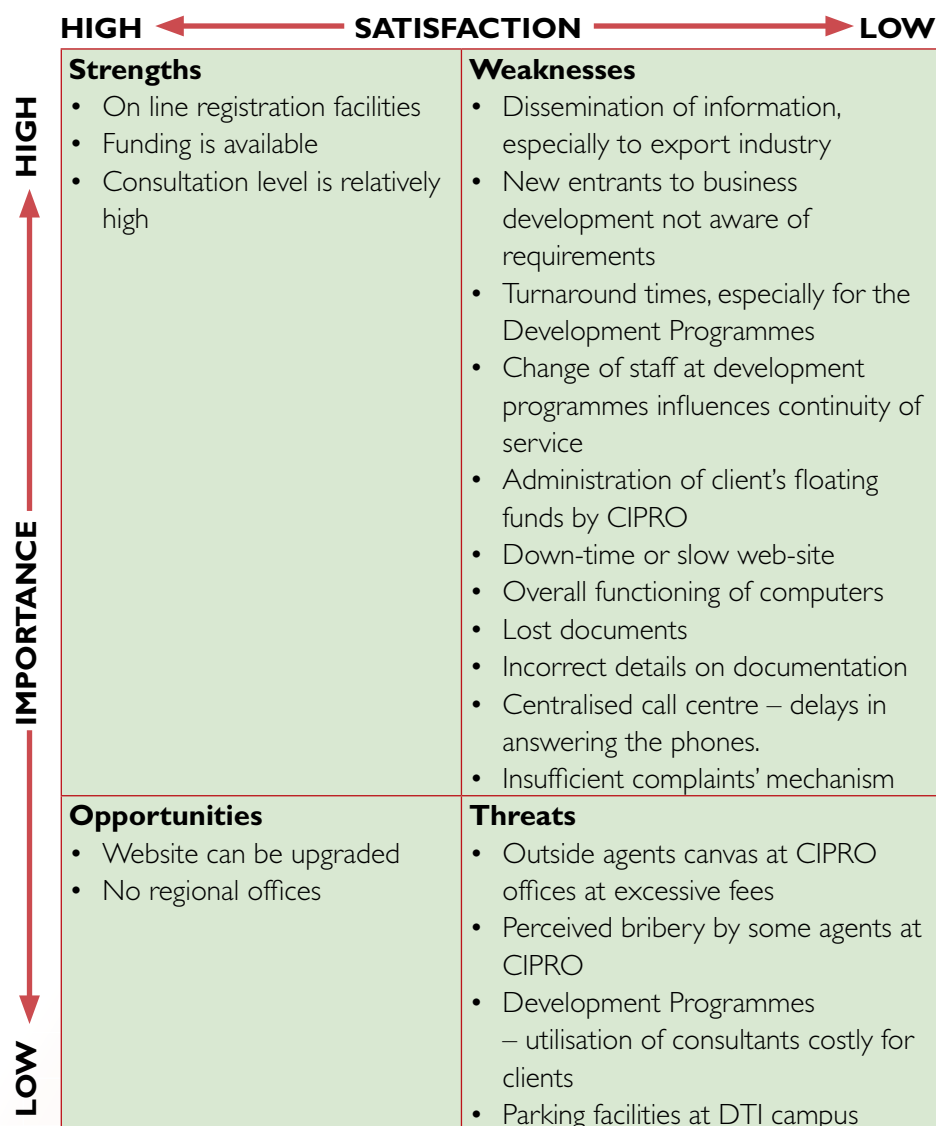 HIGH SATISFACTION LOW
HIGH
IMPORTANCE
LOW
Strengths
• On line registration facilities
• Funding is available
• Consultation level is relatively
high
Weaknesses
• Dissemination of information,
especially to export industry
• New entrants to business
development not aware of
requirements
• Turnaround times, especially for the
Development Programmes
• Change of staff at development
programmes influences continuity of
service
• Administration of client’s floating
funds by CIPRO
• Down-time or slow web-site
• Overall functioning of computers
• Lost documents
• Incorrect details on documentation
• Centralised call centre – delays in
answering the phones.
• Insufficient complaints’ mechanism
Opportunities
• Website can be upgraded
• No regional offices
Threats
• Outside agents canvas at CIPRO
offices at excessive fees
• Perceived bribery by some agents at
CIPRO
• Development Programmes
– utilisation of consultants costly for
clients
• Parking facilities at DTI campus